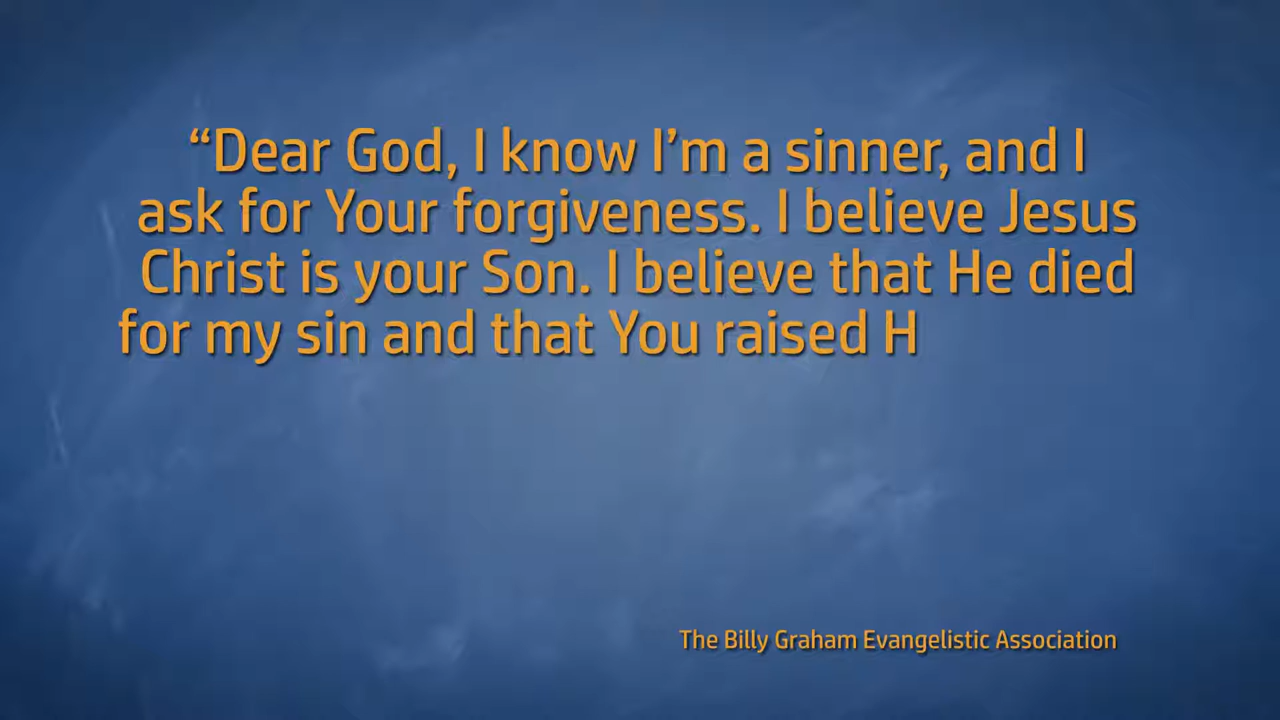 “Dear God, I know I’m a sinner, and I
ask for Your forgiveness. I believe Jesus
Christ is your Son. I believe that He died
for my sin and that You raised H
The Billy Graham Evangelistic Association